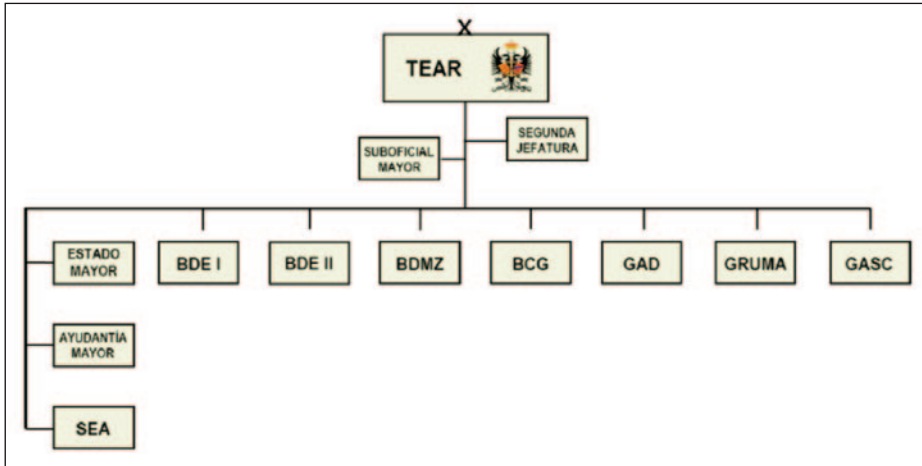 X
TEAR
SUBOFICIAL
MAYOR
SEGUNDA
JEFATURA
ESTADO
MAYOR
BDE I
BDE II
BDMZ
BCG
GAD
GRUMA
GASC
AYUDANTÍA
MAYOR
SEA